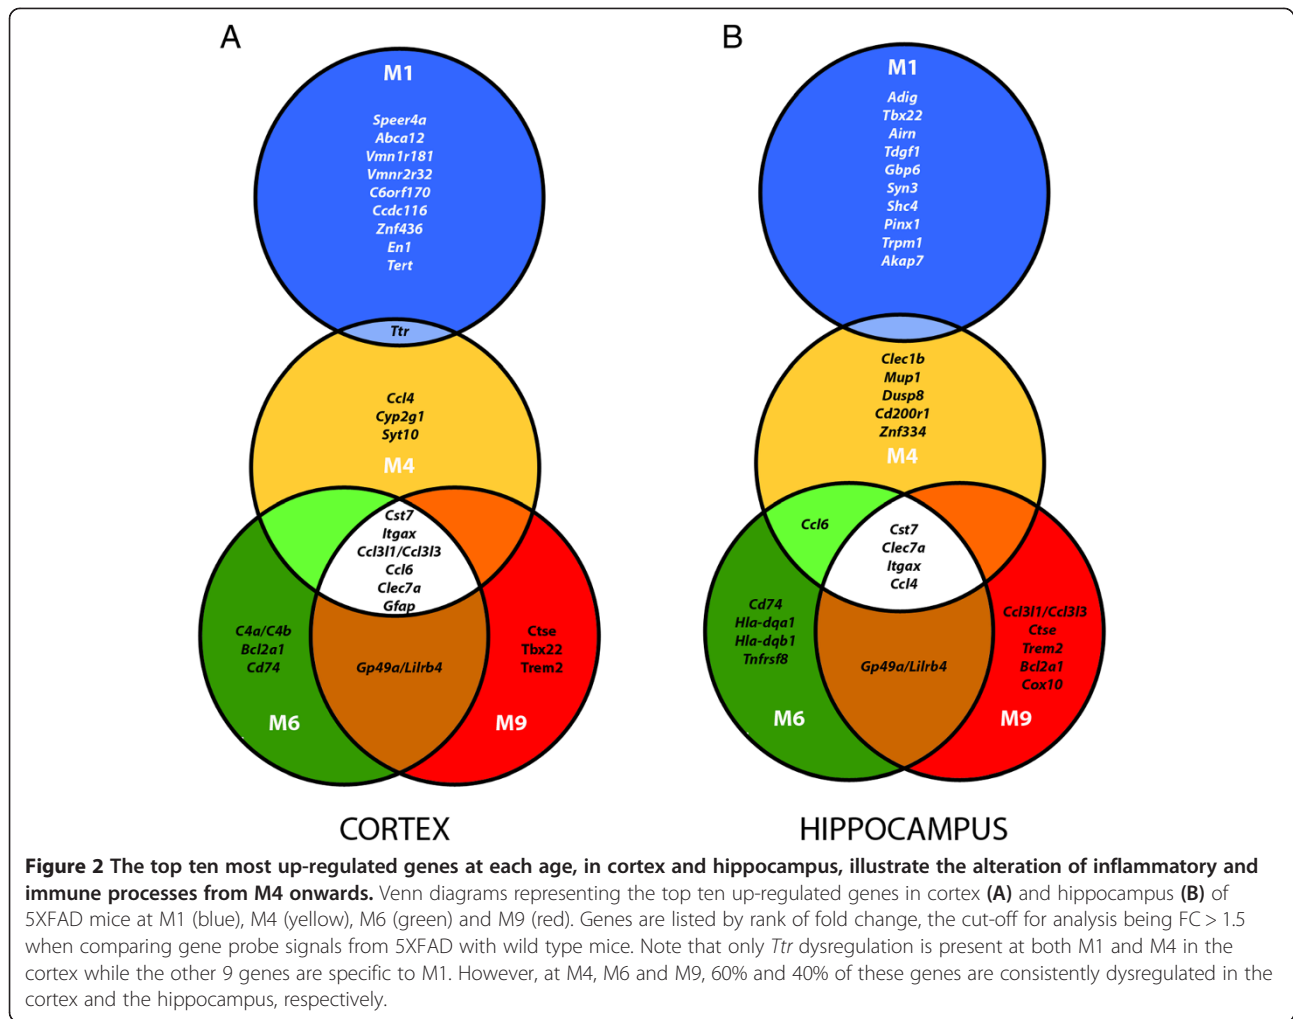 A
B
M1
Speer4a
Abca12
Vmn1r181
Vmnr2r32
C6orf170
Ccdc116
Znf436
En1
Tert
Ttr
Ccl4
Cyp2g1
Syt10
M4
Cst7
Itgax
Ccl3l1/Ccl3l3
Ccl6
Clec7a
Gfap
C4a/C4b
Bcl2a1
Cd74
M6
Gp49a/Lilrb4
Ctse
Tbx22
Trem2
M9
CORTEX
M1
Adig
Tbx22
Airn
Tdgf1
Gbp6
Syn3
Shc4
Pinx1
Trpm1
Akap7
Clec1b
Mup1
Dusp8
Cd200r1
Znf334
M4
Ccl6
Cst7
Clec7a
Itgax
Ccl4
Cd74
Hla-dqa1
Hla-dqb1
Tnfrsf8
M6
Gp49a/Lilrb4
Ccl3l1/Ccl3l3
Ctse
Trem2
Bcl2a1
Cox10
M9
HIPPOCAMPUS
Figure 2 The top ten most up-regulated genes at each age, in cortex and hippocampus, illustrate the alteration of inflammatory and
immune processes from M4 onwards. Venn diagrams representing the top ten up-regulated genes in cortex (A) and hippocampus (B) of
5XFAD mice at M1 (blue), M4 (yellow), M6 (green) and M9 (red). Genes are listed by rank of fold change, the cut-off for analysis being FC > 1.5
when comparing gene probe signals from 5XFAD with wild type mice. Note that only Ttr dysregulation is present at both M1 and M4 in the
cortex while the other 9 genes are specific to M1. However, at M4, M6 and M9, 60% and 40% of these genes are consistently dysregulated in the
cortex and the hippocampus, respectively.